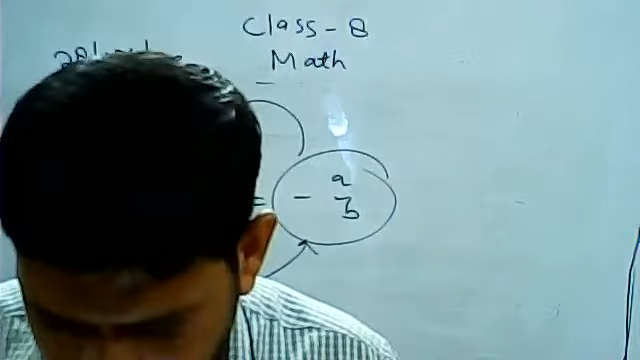 Class - 8
Math
= - a/b